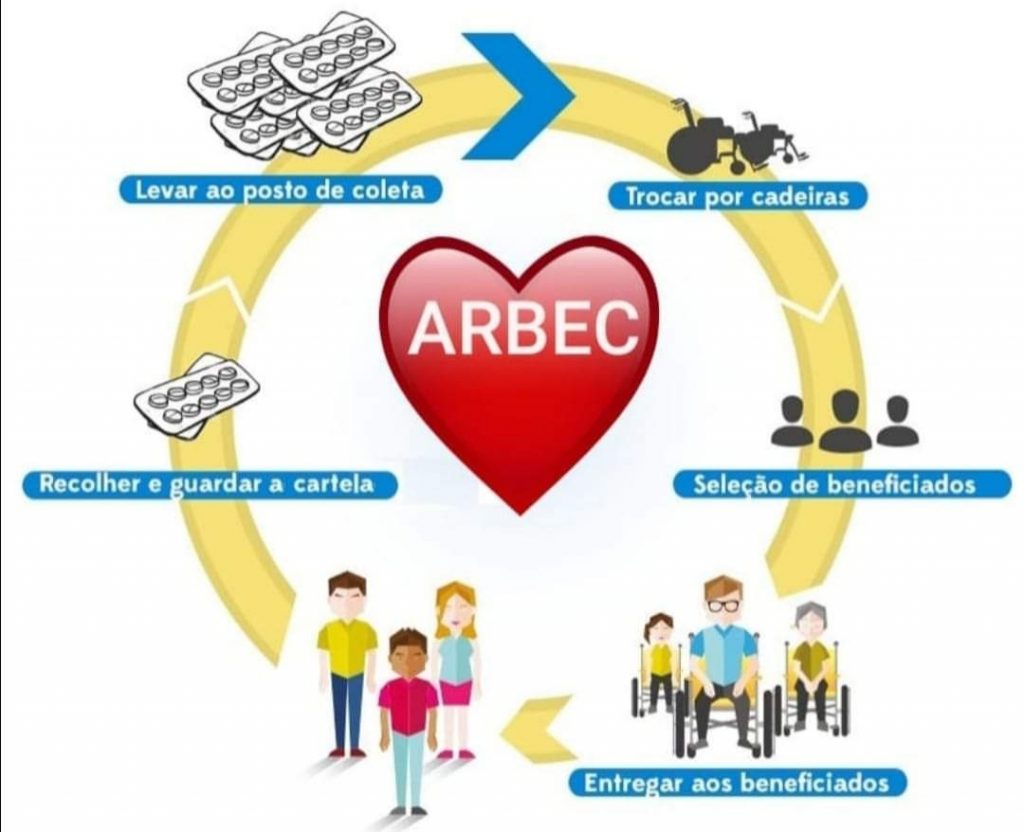 Levar ao posto de coleta
Trocar por cadeiras
ARBEC
Recolher e guardar a cartela
Seleção de beneficiados
Entregar aos beneficiados